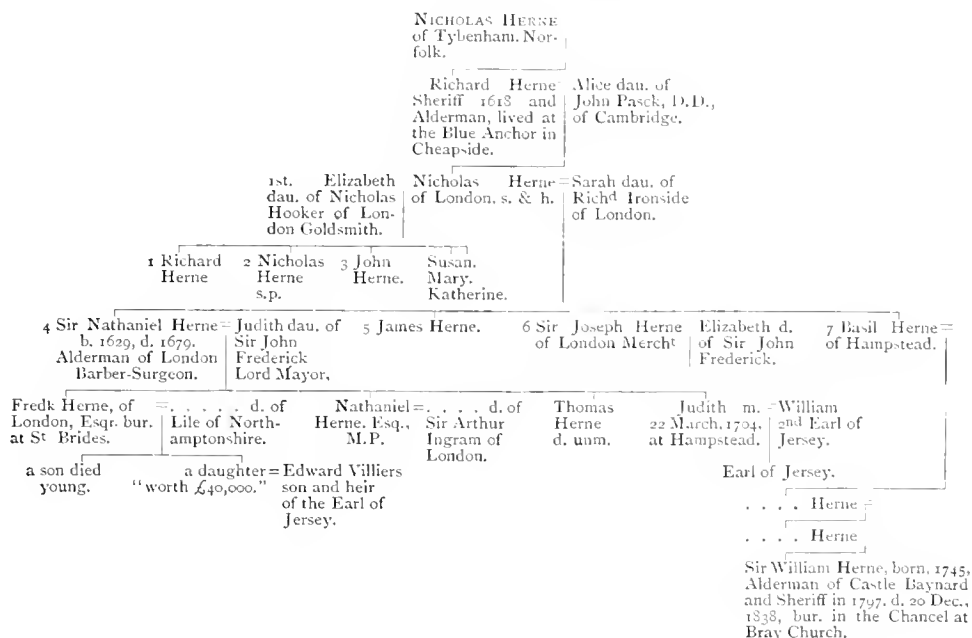 NICHOLAS HERNE
of Tybenham. Nor-
folk.
Richard Herne
Sheriff 1618 and
Alderman, lived at
the Blue Anchor in
Cheapside.
Alice dau. of
John Pasck, D.D.,
of Cambridge.
1st. Elizabeth
dau. of Nicholas
Hooker of Lon-
don Goldsmith.
Nicholas Herne =
of London. s. & h.
Sarah dau. of
Richd Ironside
of London.
1 Richard
Herne
2 Nicholas
Herne
s.p.
3 John
Herne.
Susan.
Mary.
Katherine.
4 Sir Nathaniel Herne =
b. 1629, d. 1679.
Alderman of London
Barber-Surgeon.
Judith dau. of
Sir John
Frederick
Lord Mayor,
5 James Herne.
6 Sir Joseph Herne
of London Mercht
Elizabeth d.
of Sir John
Frederick.
7 Basil Herne =
of Hampstead.
Fredk Herne, of
London, Esqr. bur.
at St Brides.
= . . . . d. of
Lile of North-
amptonshire.
Nathaniel =
Herne. Esq.,
M.P.
. . . . d. of
Sir Arthur
Ingram of
London.
Thomas
Herne
d. unm.
Judith m. =
22 March, 1704,
at Hampstead.
William
2nd Earl of
Jersey.
a son died
young.
a daughter =
"worth £40,000."
Edward Villiers
son and heir
of the Earl of
Jersey.
Earl of Jersey.
. . . . Herne =
. . . . Herne
Sir William Herne, born, 1745,
Alderman of Castle Baynard
and Sheriff in 1797. d. 20 Dec.,
1838, bur. in the Chancel at
Bray Church.